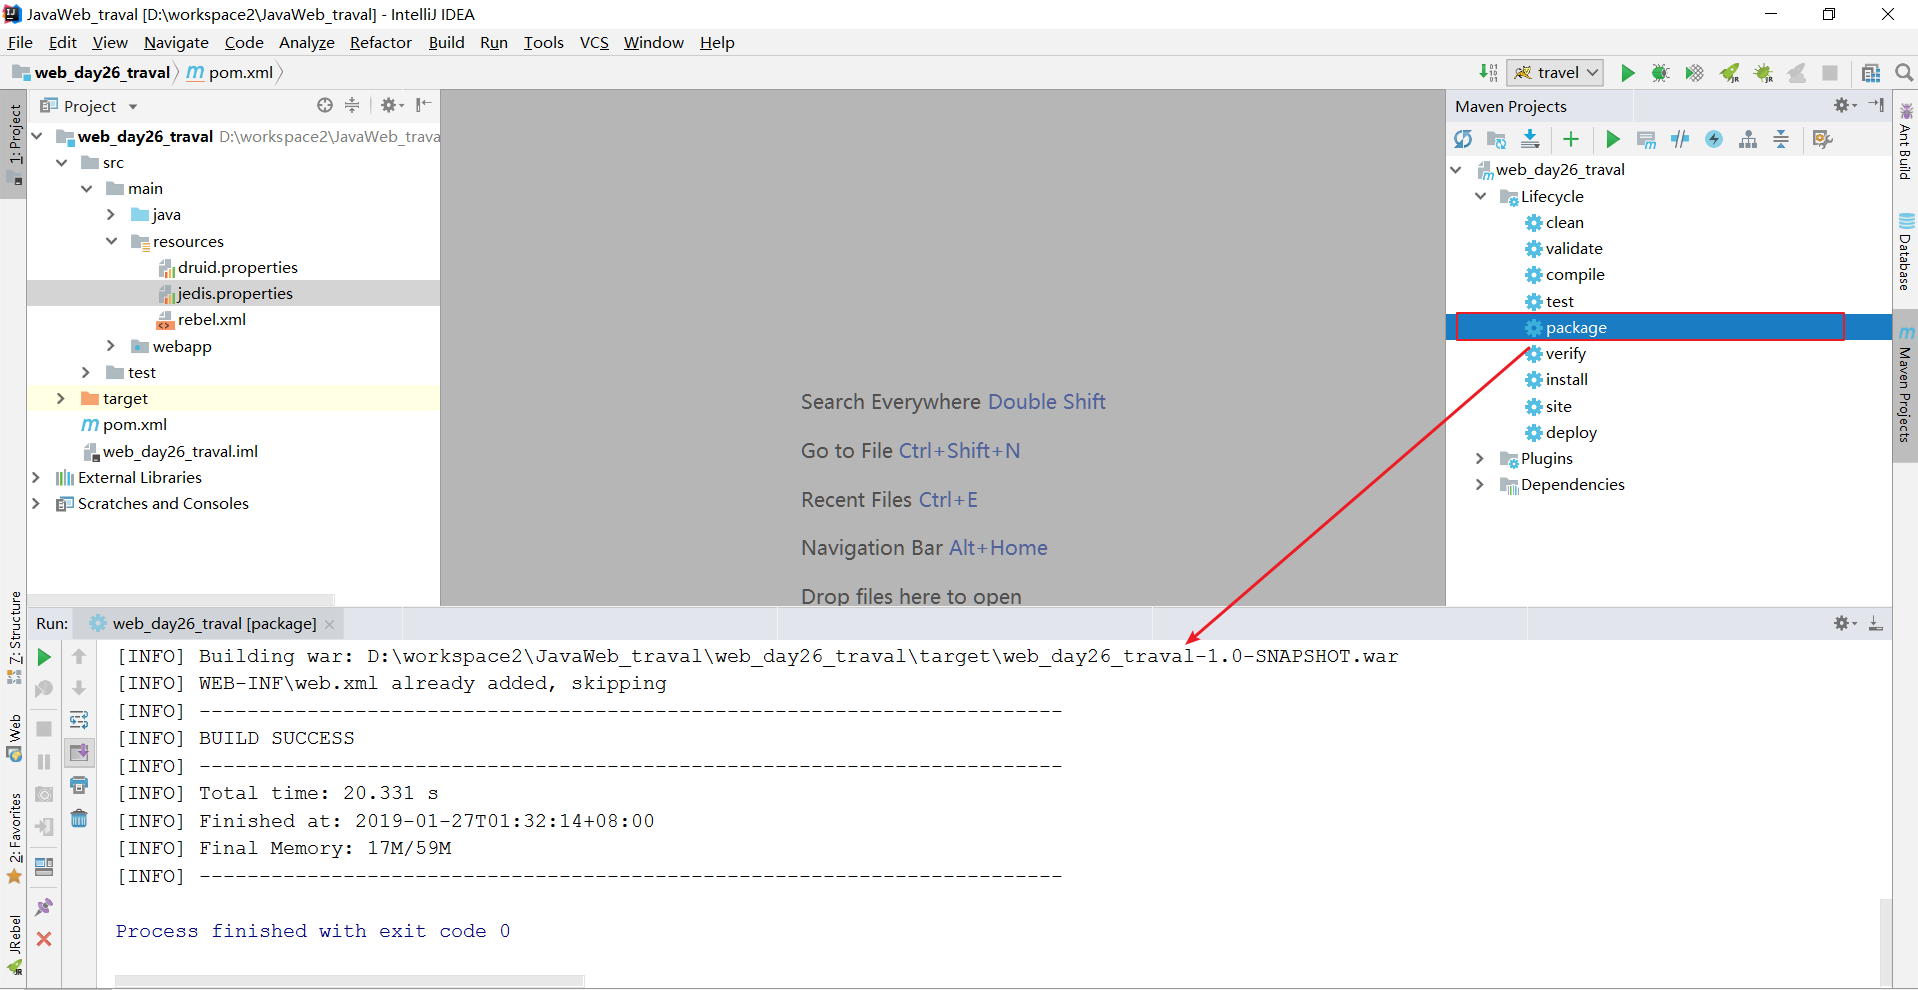 JavaWeb_traval [D:\workspace2\JavaWeb_traval] - IntelliJ IDEA
File Edit View Navigate Code Analyze Refactor Build Run Tools VCS Window Help
web_day26_traval pom.xml
travel
1: Project
Project
web_day26_traval D:\workspace2\JavaWeb_trava
src
main
java
resources
druid.properties
jedis.properties
rebel.xml
webapp
test
target
pom.xml
web_day26_traval.iml
External Libraries
Scratches and Consoles
Search Everywhere Double Shift
Go to File Ctrl+Shift+N
Recent Files Ctrl+E
Navigation Bar Alt+Home
Drop files here to open
Maven Projects
web_day26_traval
Lifecycle
clean
validate
compile
test
package
verify
install
site
deploy
Plugins
Dependencies
Ant Build
Database
Maven Projects
7: Structure
Web
2: Favorites
JRebel
Run: web_day26_traval [package]
[INFO] Building war: D:\workspace2\JavaWeb_traval\web_day26_traval\target\web_day26_traval-1.0-SNAPSHOT.war
[INFO] WEB-INF\web.xml already added, skipping
[INFO] ------------------------------------------------------------------------
[INFO] BUILD SUCCESS
[INFO] ------------------------------------------------------------------------
[INFO] Total time: 20.331 s
[INFO] Finished at: 2019-01-27T01:32:14+08:00
[INFO] Final Memory: 17M/59M
[INFO] ------------------------------------------------------------------------
Process finished with exit code 0